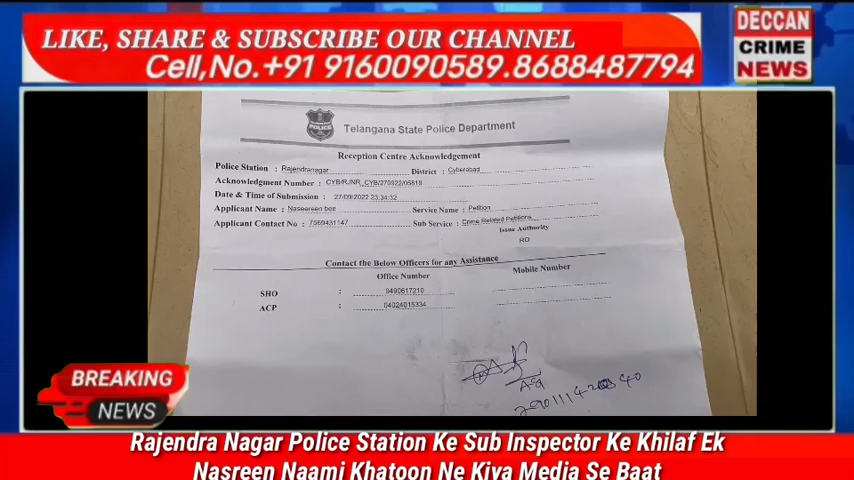 LIKE, SHARE & SUBSCRIBE OUR CHANNEL
Cell,No.+91 9160090589.8688487794
DECCAN
CRIME
NEWS
POLICE
Telangana State Police Department
Reception Centre Acknowledgement
Police Station : Rajendranagar District : Cyberabad
Acknowledgment Number : CYB/RJNR_CYB/270922/05818
Date & Time of Submission : 27/09/2022 23:34:32
Applicant Name : Naseereen bee Service Name : Petition
Applicant Contact No : 7569431147 Sub Service : Crime Related Petitions
Issue Authority
RO
Contact the Below Officers for any Assistance
Office Number Mobile Number
SHO : 9490617210
ACP : 04024015334
BREAKING
NEWS
Rajendra Nagar Police Station Ke Sub Inspector Ke Khilaf Ek
Nasreen Naami Khatoon Ne Kiya Media Se Baat